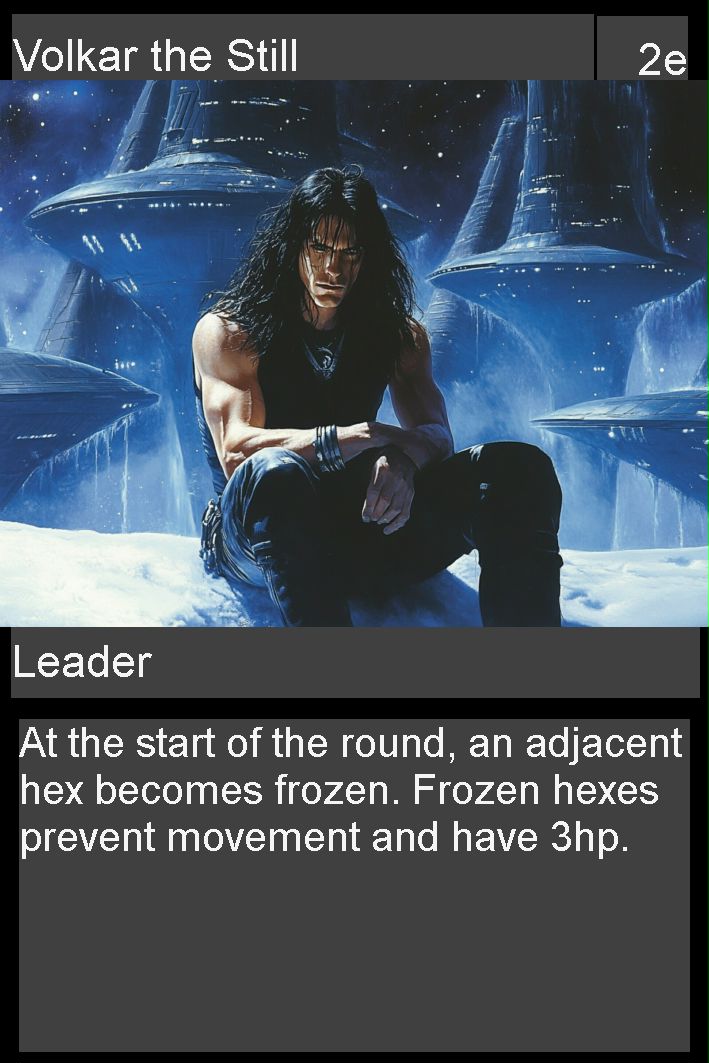 Volkar the Still
2e
Leader
At the start of the round, an adjacent
hex becomes frozen. Frozen hexes
prevent movement and have 3hp.